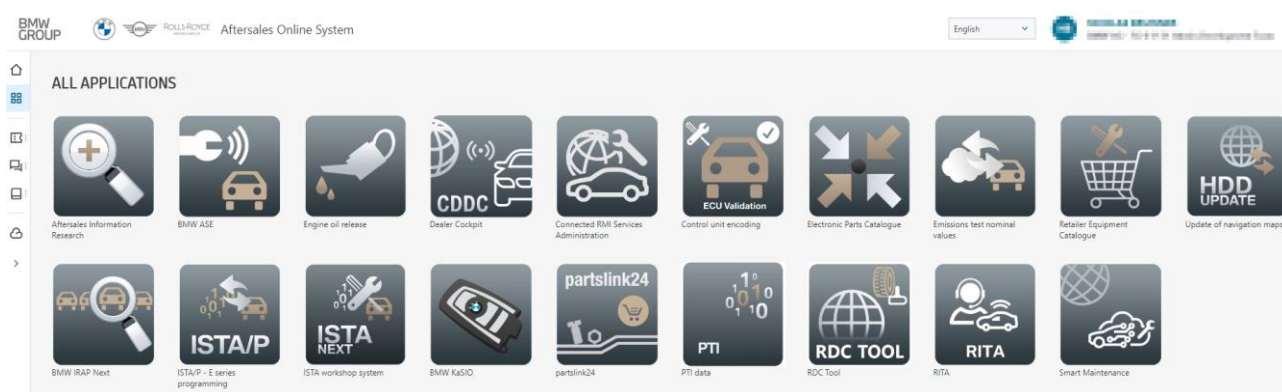 BMW
GROUP
ROLLS-ROYCE
Aftersales Online System
English
ALL APPLICATIONS
CDDC
ECU Validation
HDD
UPDATE
Aftersales Information
Research
BMW ASE
Engine oil release
Dealer Cockpit
Connected RMI Services
Administration
Control unit encoding
Electronic Parts Catalogue
Emissions test nominal
values
Retailer Equipment
Catalogue
Update of navigation maps
ISTA/P
ISTA
NEXT
partslink24
PTI
RDC TOOL
RITA
BMW IRAP Next
ISTA/P - E series
programming
ISTA workshop system
BMW KaSIO
partslink24
PTI data
RDC Tool
RITA
Smart Maintenance